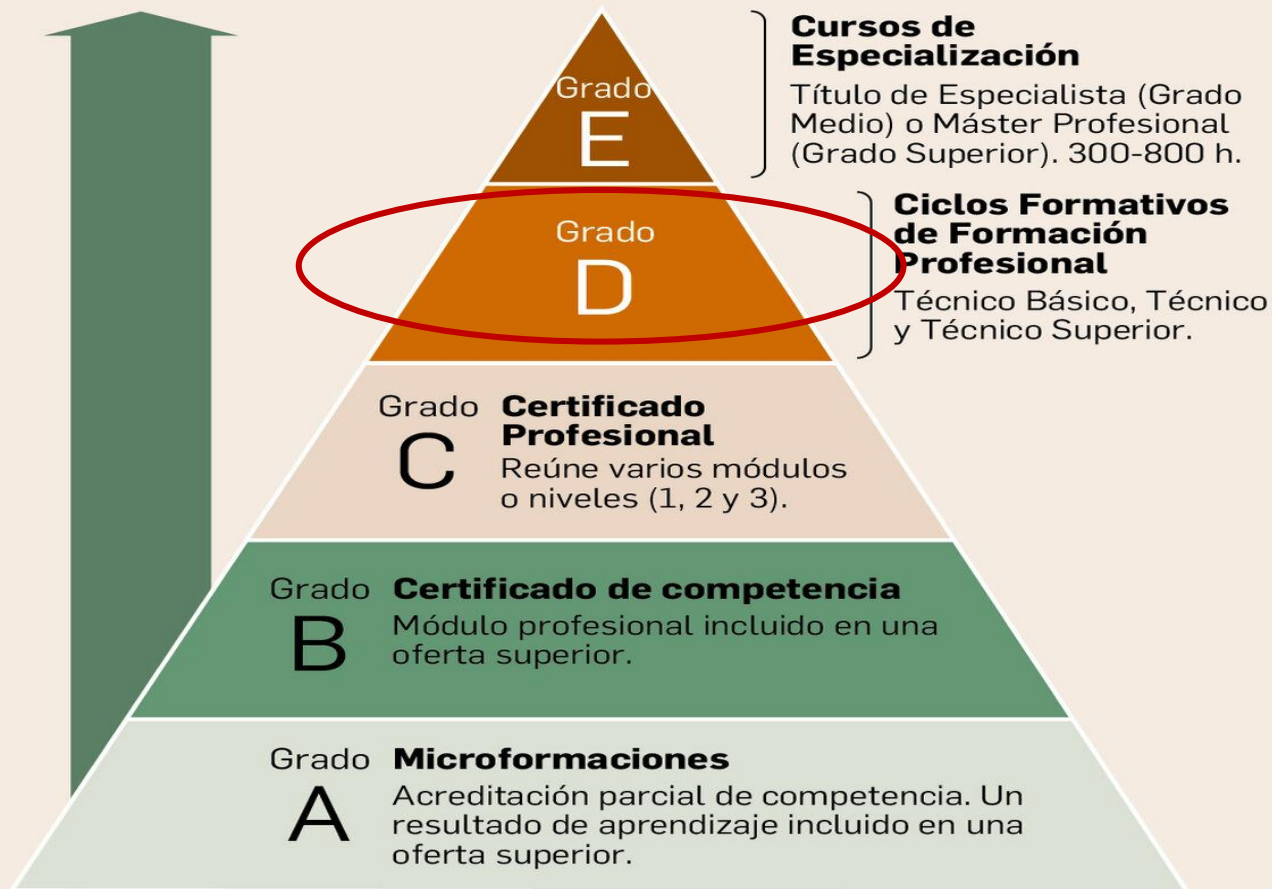 Grado
E
Cursos de
Especialización
Título de Especialista (Grado
Medio) o Máster Profesional
(Grado Superior). 300-800 h.
Grado
D
Ciclos Formativos
de Formación
Profesional
Técnico Básico, Técnico
y Técnico Superior.
Grado
C
Certificado
Profesional
Reúne varios módulos
o niveles (1, 2 y 3).
Grado
B
Certificado de competencia
Módulo profesional incluido en una
oferta superior.
Grado
A
Microformaciones
Acreditación parcial de competencia. Un
resultado de aprendizaje incluido en una
oferta superior.